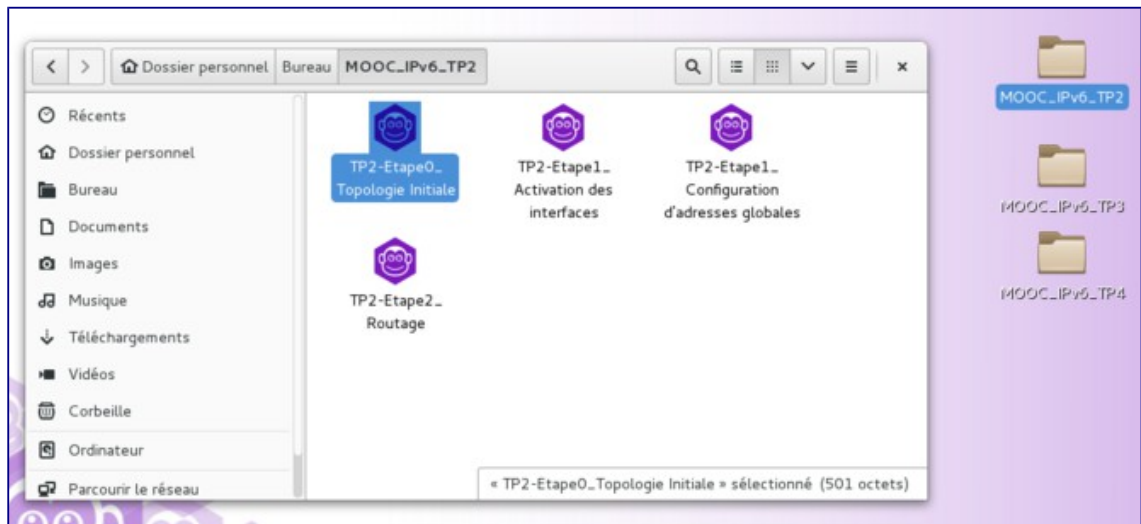 Dossier personnel Bureau MOOC_IPv6_TP2
Récents
Dossier personnel
Bureau
Documents
Images
Musique
Téléchargements
Vidéos
Corbeille
Ordinateur
Parcourir le réseau
TP2-Etape0_
Topologie Initiale
TP2-Etape1_
Activation des
interfaces
TP2-Etape1_
Configuration
d'adresses globales
TP2-Etape2_
Routage
« TP2-Etape0_Topologie Initiale » sélectionné (501 octets)
MOOC_IPv6_TP2
MOOC_IPv6_TP3
MOOC_IPv6_TP4